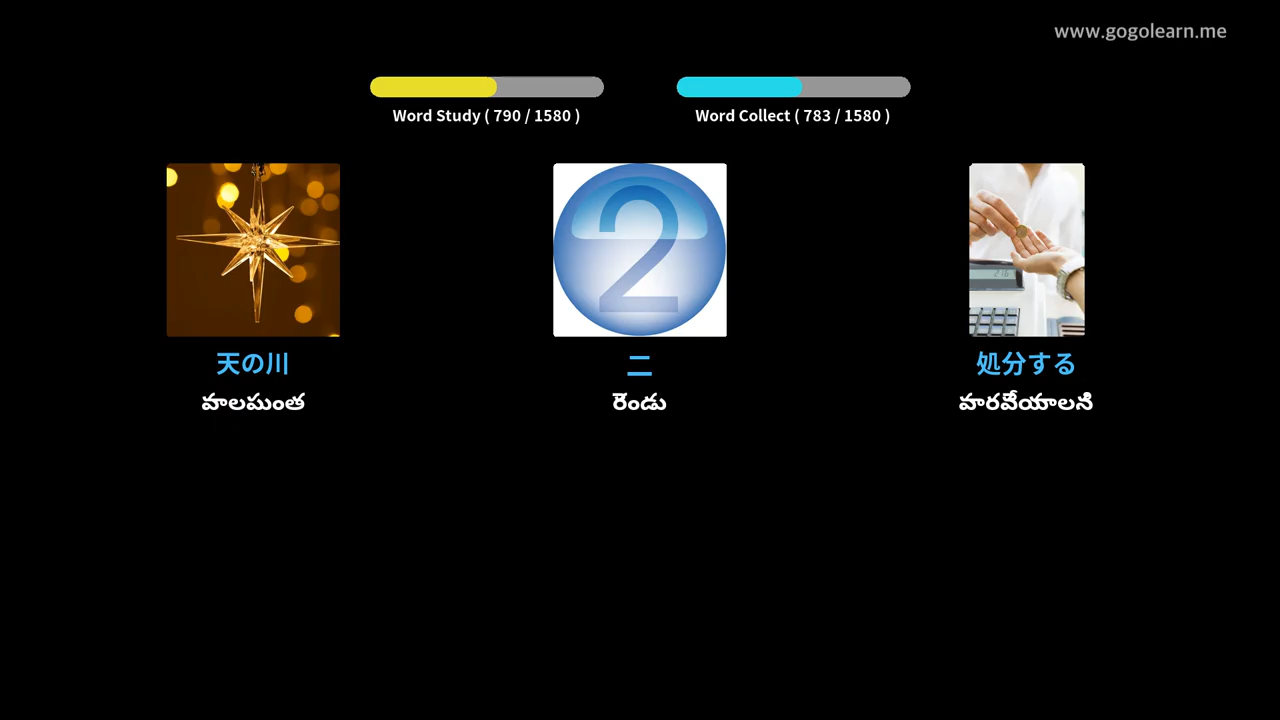 www.gogolearn.me
Word Study ( 790 / 1580 )
Word Collect ( 783 / 1580 )
天の川
二
処分する
పాలపుంత
రెండు
పారవేయాలని